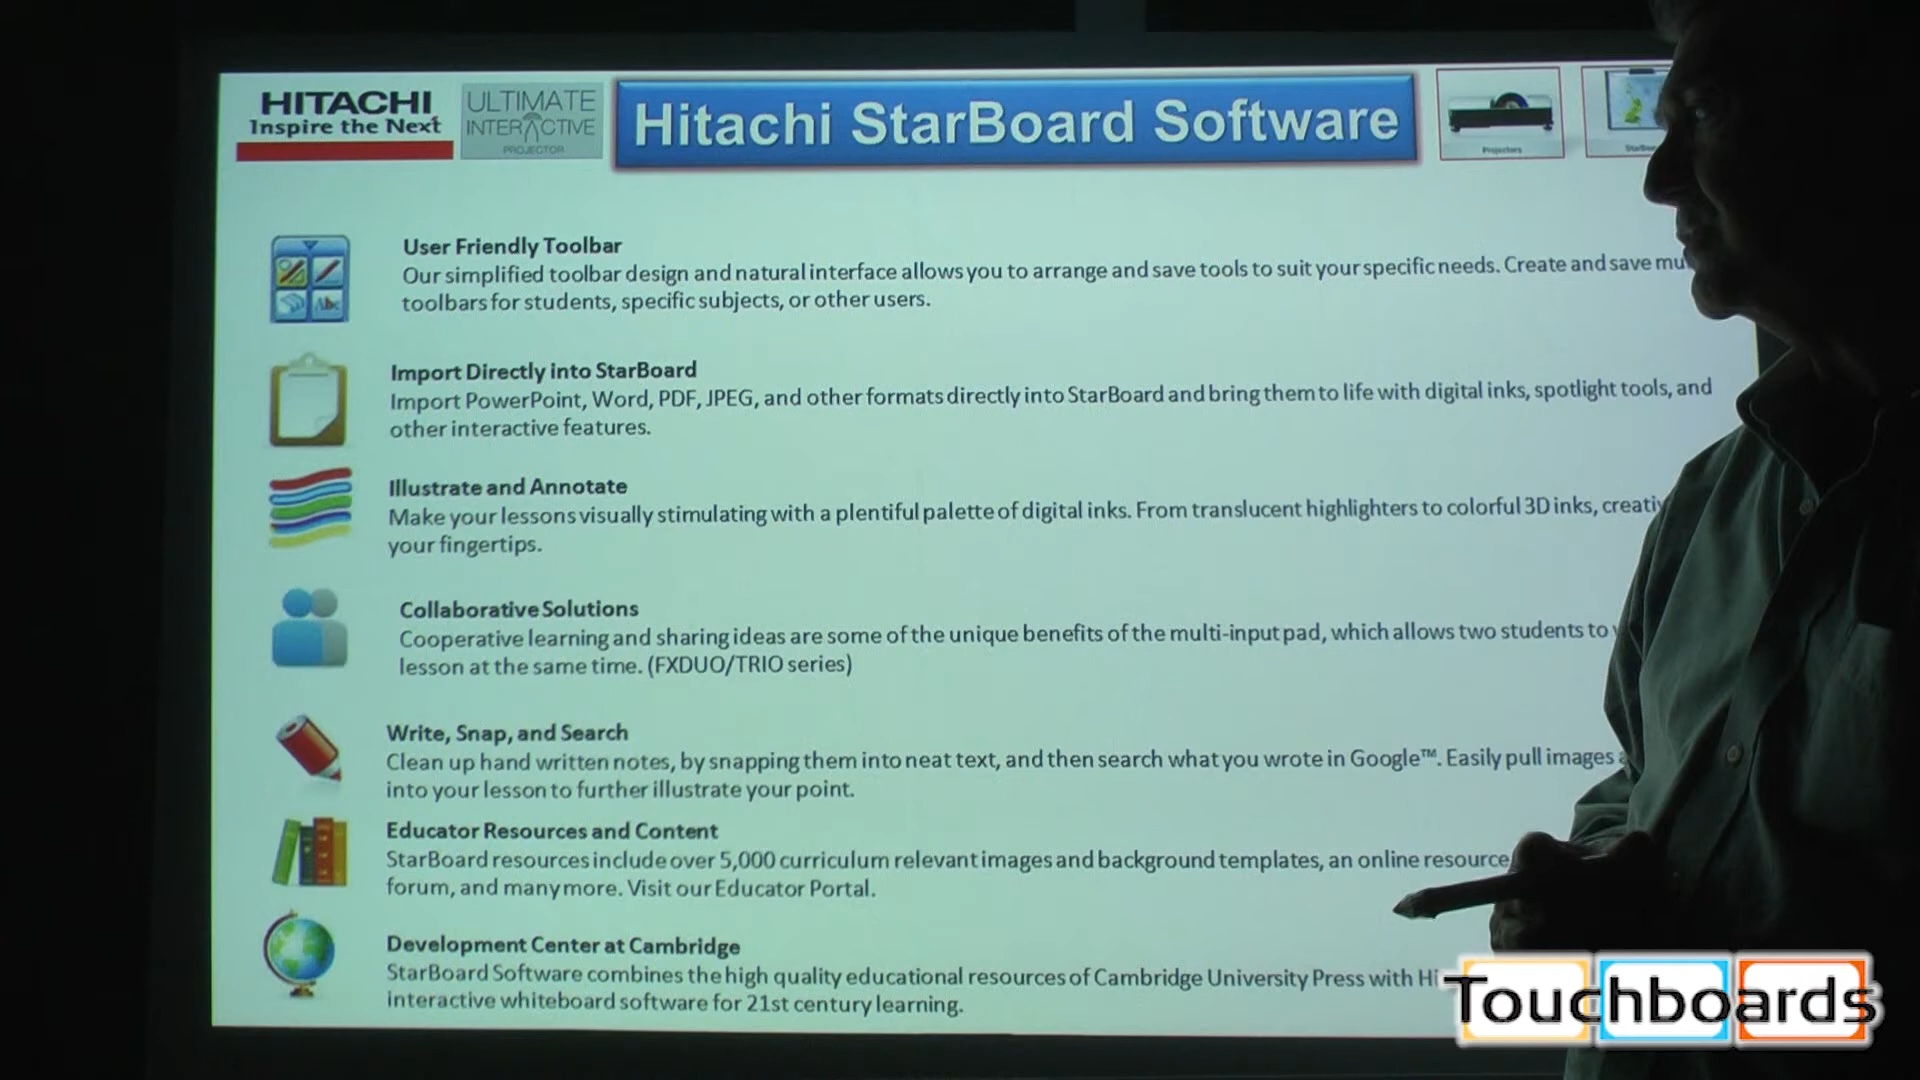 HITACHI
Inspire the Next
ULTIMATE
INTERACTIVE
PROJECTOR
Hitachi StarBoard Software
Projectors
User Friendly Toolbar
Our simplified toolbar design and natural interface allows you to arrange and save tools to suit your specific needs. Create and save
toolbars for students, specific subjects, or other users.
Import Directly into StarBoard
Import PowerPoint, Word, PDF, JPEG, and other formats directly into StarBoard and bring them to life with digital inks, spotlight tools, and
other interactive features.
Illustrate and Annotate
Make your lessons visually stimulating with a plentiful palette of digital inks. From translucent highlighters to colorful 3D inks,
your fingertips.
Collaborative Solutions
Cooperative learning and sharing ideas are some of the unique benefits of the multi-input pad, which allows two students to
lesson at the same time. (FXDUO/TRIO series)
Write, Snap, and Search
Clean up hand written notes, by snapping them into neat text, and then search what you wrote in Google™. Easily pull images
into your lesson to further illustrate your point.
Educator Resources and Content
StarBoard resources include over 5,000 curriculum relevant images and background templates, an online resource
forum, and many more. Visit our Educator Portal.
Development Center at Cambridge
StarBoard Software combines the high quality educational resources of Cambridge University Press with
interactive whiteboard software for 21st century learning.
Touchboards